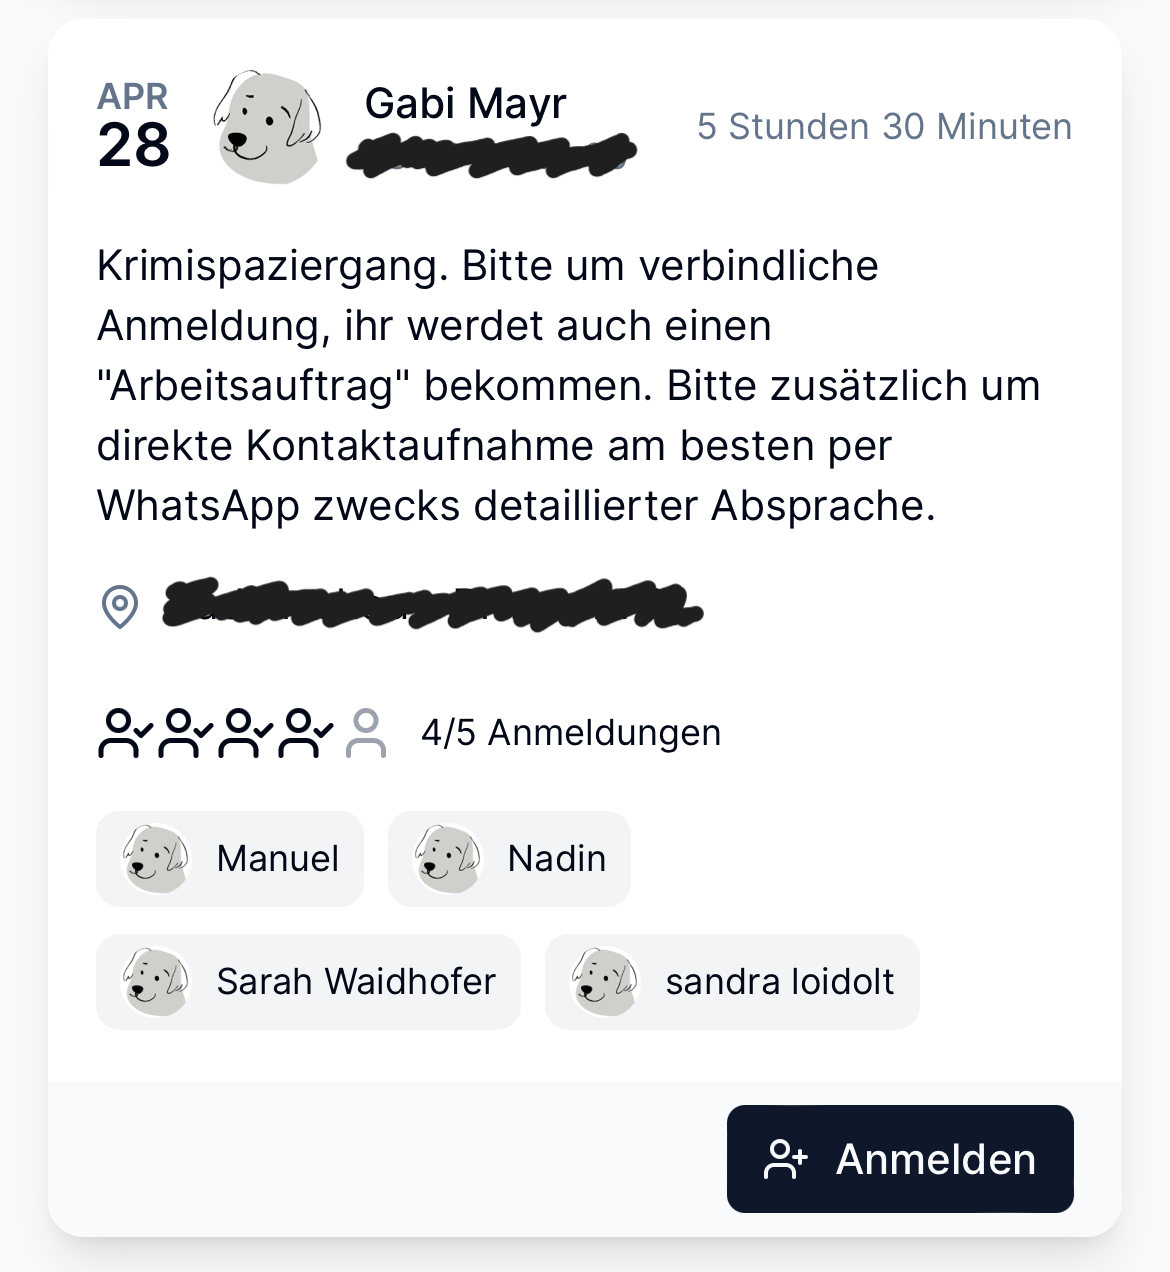 APR
28
Gabi Mayr
5 Stunden 30 Minuten
Krimispaziergang. Bitte um verbindliche
Anmeldung, ihr werdet auch einen
"Arbeitsauftrag" bekommen. Bitte zusätzlich um
direkte Kontaktaufnahme am besten per
WhatsApp zwecks detaillierter Absprache.
4/5 Anmeldungen
Manuel
Nadin
Sarah Waidhofer
sandra loidolt
Anmelden